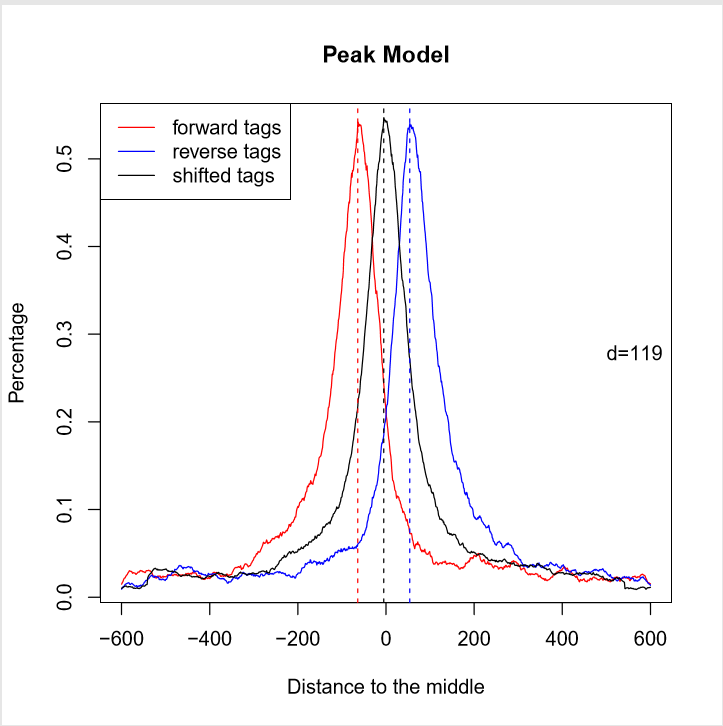 Peak Model
forward tags
reverse tags
shifted tags
d=119
Percentage
0.0
0.1
0.2
0.3
0.4
0.5
−600
−400
−200
0
200
400
600
Distance to the middle